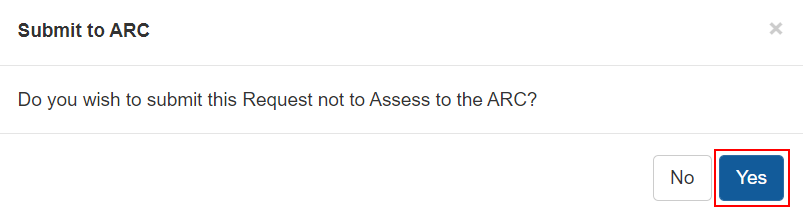 Submit to ARC ×
Do you wish to submit this Request not to Assess to the ARC?
No Yes